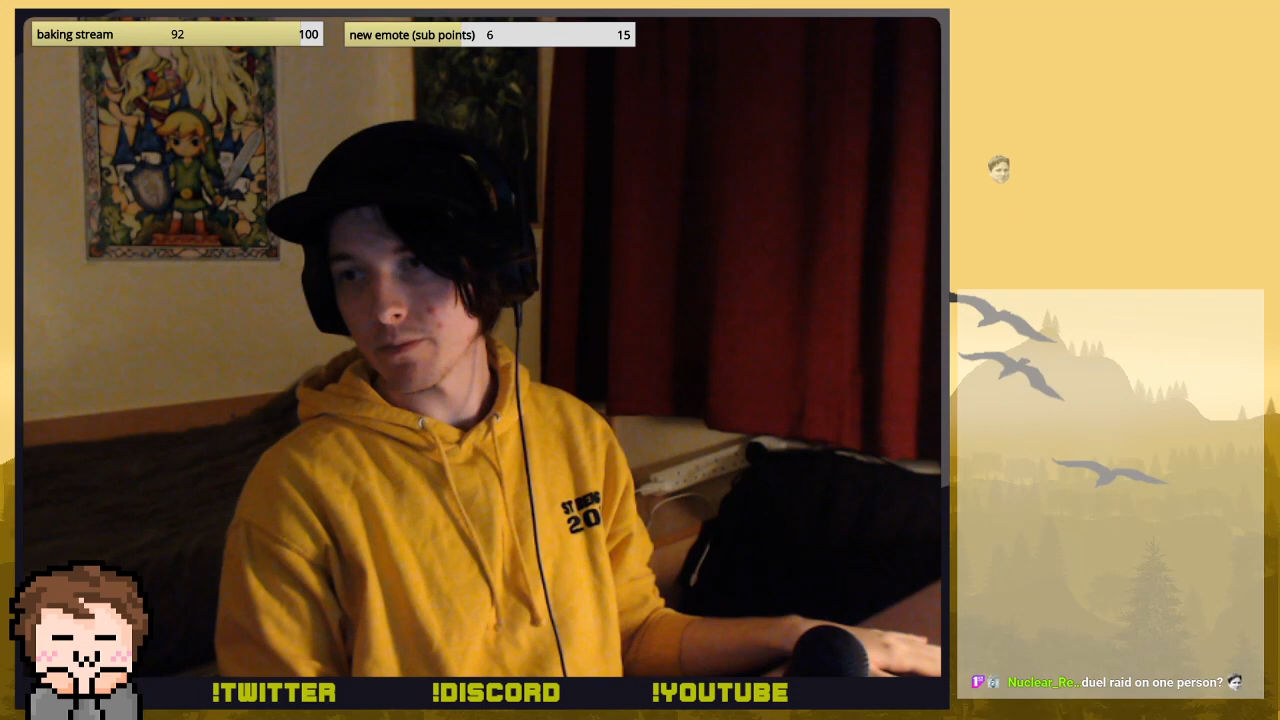 baking stream 92 100
new emote (sub points) 6 15
20
!TWITTER !DISCORD !YOUTUBE
Nuclear_Re...duel raid on one person?